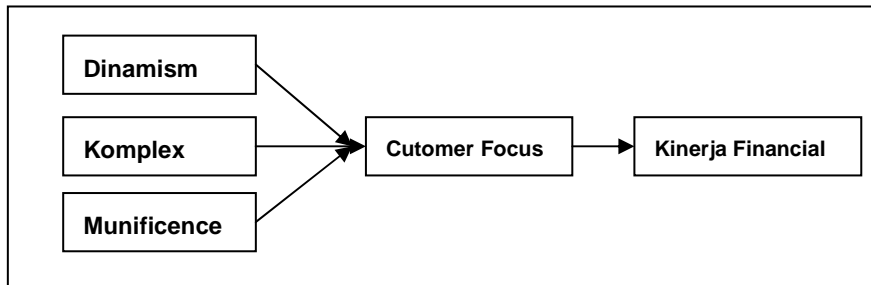 Dinamism
Komplex
Cutomer Focus
Kinerja Financial
Munificence